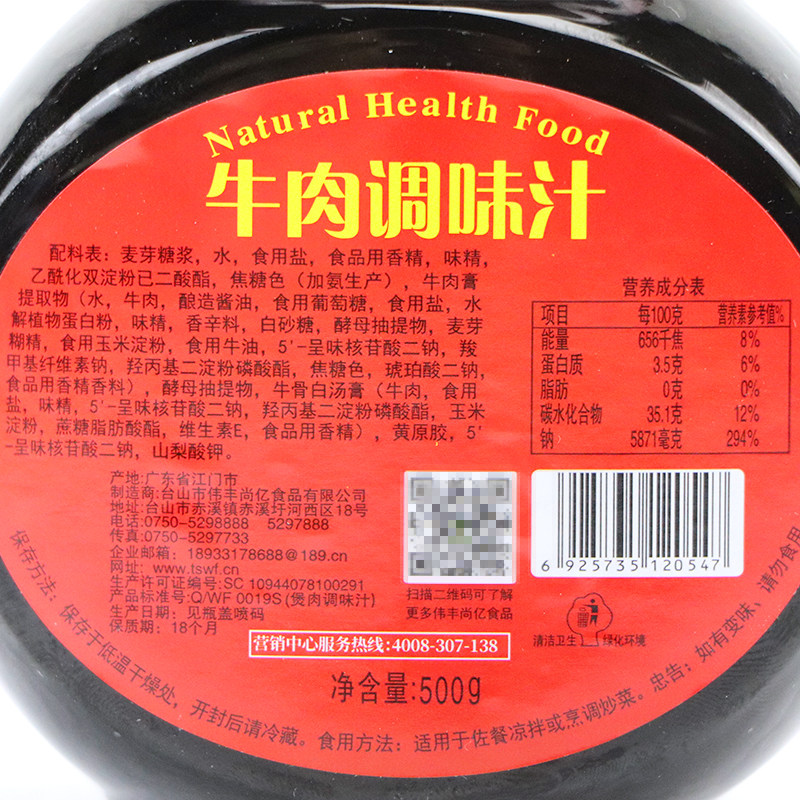 Natural Health Food
牛肉调味汁
配料表：麦芽糖浆，水，食用盐，食品用香精，味精，
乙酰化双淀粉已二酸酯，焦糖色（加氨生产），牛肉膏
提取物（水，牛肉，酿造酱油，食用葡萄糖，食用盐，水
解植物蛋白粉，味精，香辛料，白砂糖，酵母抽提物，麦芽
糊精，食用玉米淀粉，食用牛油，5'-呈味核苷酸二钠，羧
甲基纤维素钠，羟丙基二淀粉磷酸酯，焦糖色，琥珀酸二钠，
食品用香精香料），酵母抽提物，牛骨白汤膏（牛肉，食用
盐，味精，5'-呈味核苷酸二钠，羟丙基二淀粉磷酸酯，玉米
淀粉，蔗糖脂肪酸酯，维生素E，食品用香精），黄原胶，5'
-呈味核苷酸二钠，山梨酸钾。
营养成分表
项目 每100克 营养素参考值%
能量 656千焦 8%
蛋白质 3.5克 6%
脂肪 0克 0%
碳水化合物 35.1克 12%
钠 5871毫克 294%
产地:广东省江门市
制造商:台山市伟丰尚亿食品有限公司
地址:台山市赤溪镇赤溪圩河西区18号
电话:0750-5298888 5297888
传真:0750-5297733
企业邮箱：18933178688@189.cn
网址：www.tswf.cn
生产许可证编号:SC 10944078100291
产品标准号:Q/WF 0019S(煲肉调味汁)
生产日期：见瓶盖喷码
保质期：18个月
扫描二维码可了解
更多伟丰尚亿食品
6 925735 120547
清洁卫生 绿化环境
营销中心服务热线:4008-307-138
净含量:500g
保存方法：保存于低温干燥处，开封后请冷藏。食用方法：适用于佐餐凉拌或烹调炒菜。忠告：如有变味、请勿食用